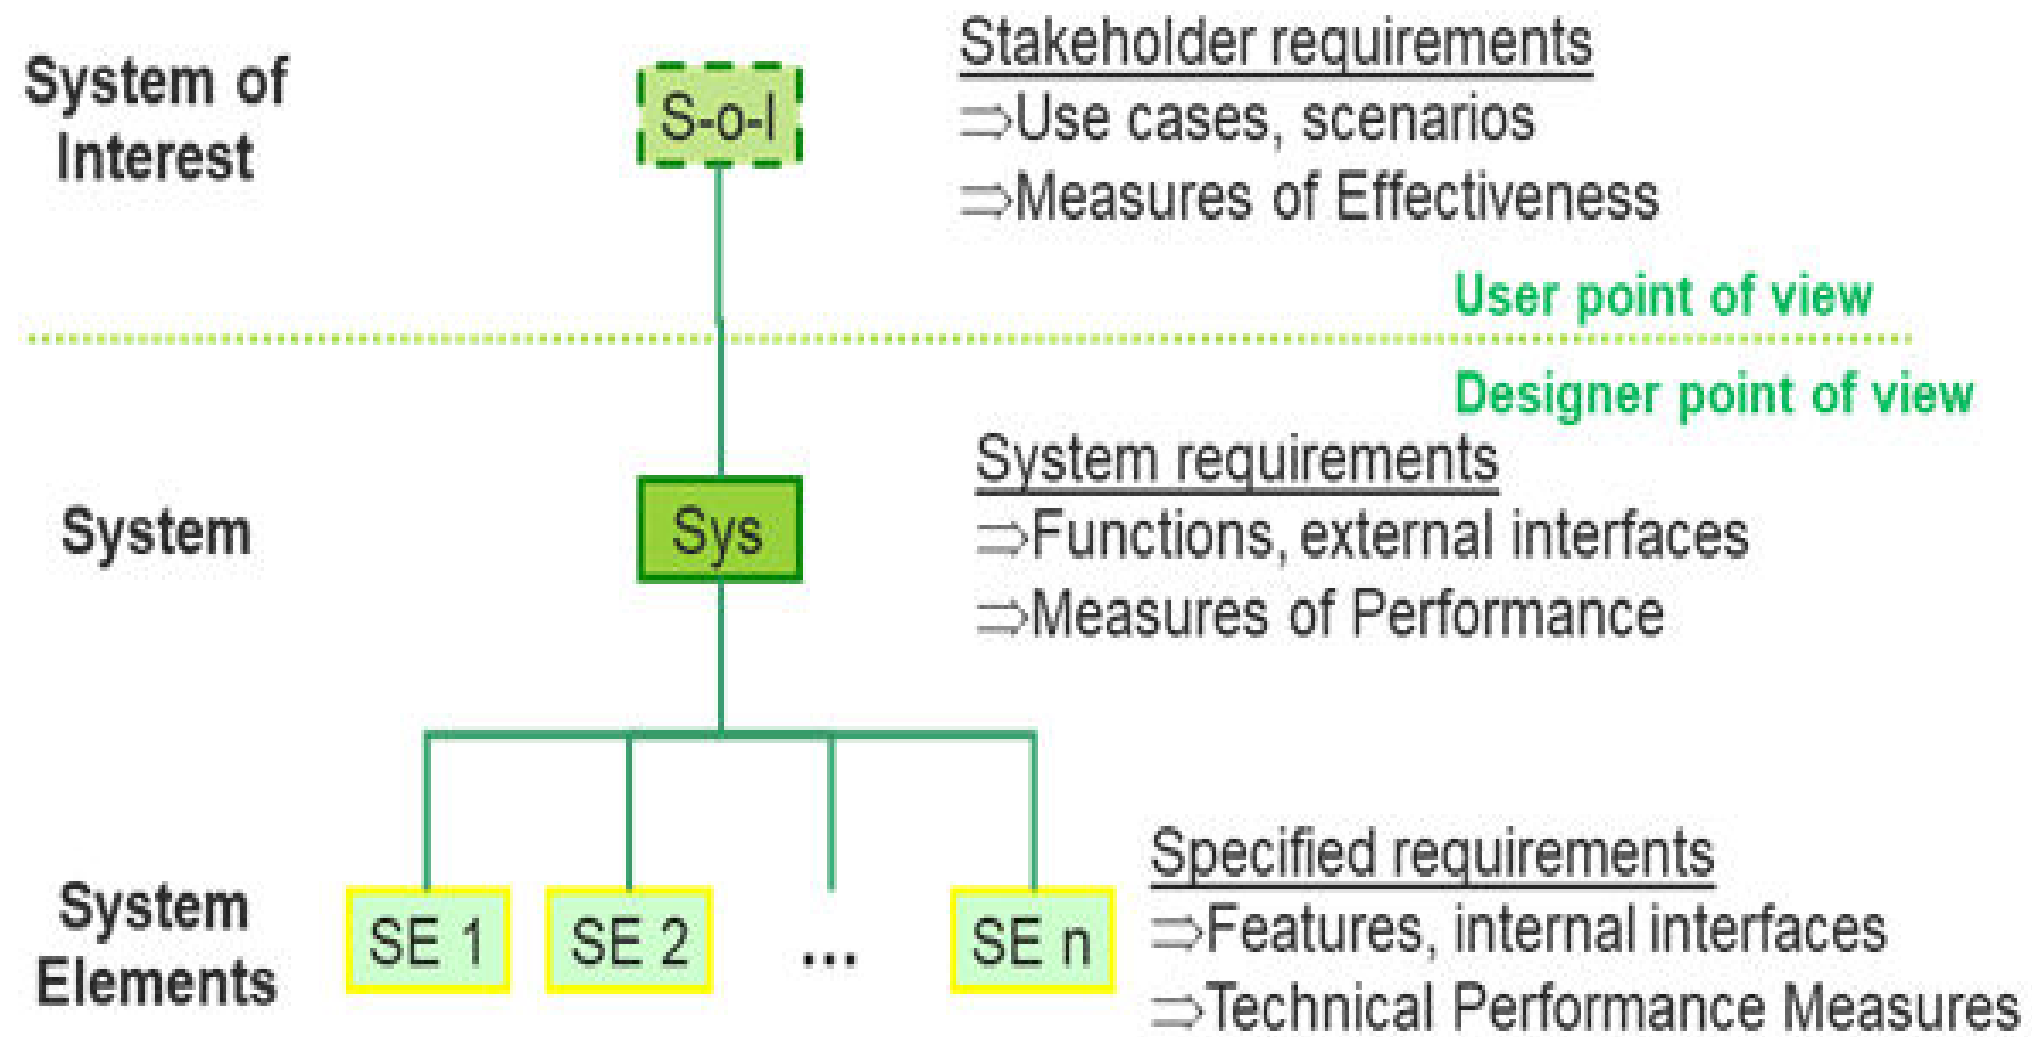 System of
Interest
S-o-I
Stakeholder requirements
⇒Use cases, scenarios
⇒Measures of Effectiveness
User point of view
Designer point of view
System
Sys
System requirements
⇒Functions, external interfaces
⇒Measures of Performance
System
Elements
SE 1
SE 2
...
SE n
Specified requirements
⇒Features, internal interfaces
⇒Technical Performance Measures